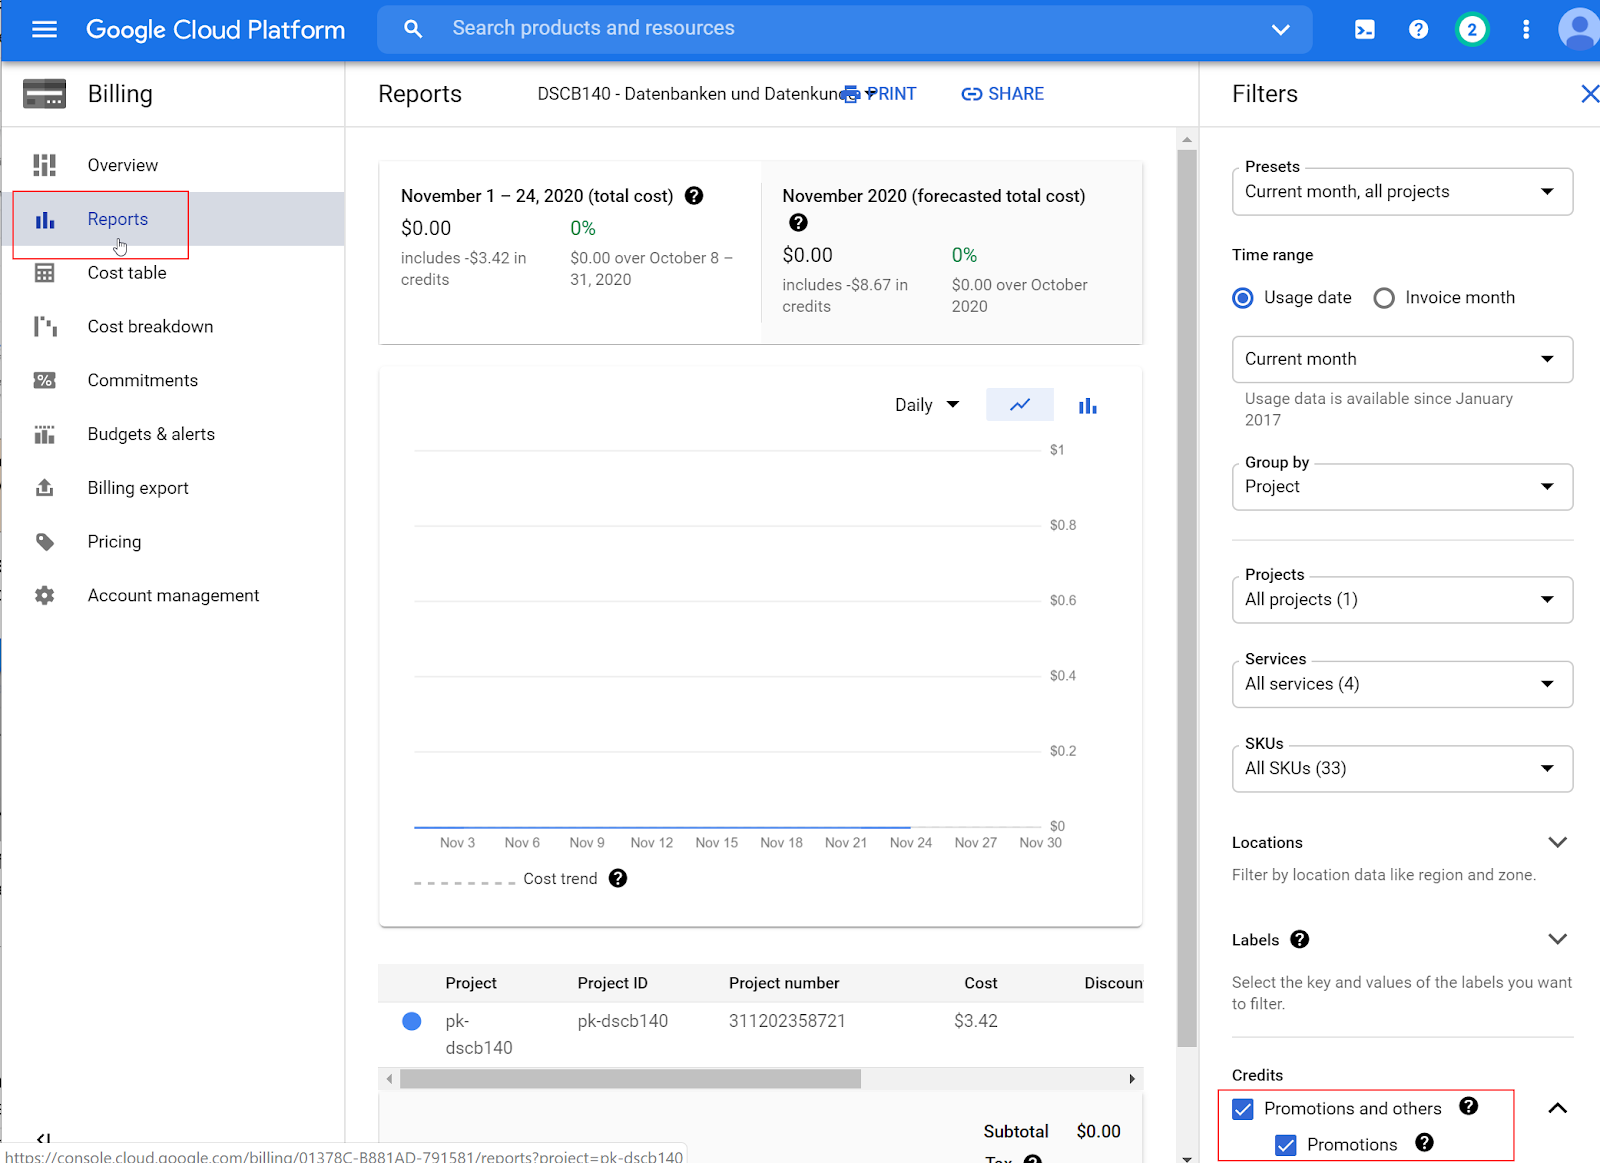 Google Cloud Platform
Search products and resources
2
Billing
Overview
Reports
Cost table
Cost breakdown
Commitments
Budgets & alerts
Billing export
Pricing
Account management
Reports
DSCB140 - Datenbanken und Datenkund
PRINT
SHARE
November 1 – 24, 2020 (total cost)
$0.00
0%
includes -$3.42 in
credits
$0.00 over October 8 –
31, 2020
November 2020 (forecasted total cost)
$0.00
0%
includes -$8.67 in
credits
$0.00 over October
2020
Daily
$1
$0.8
$0.6
$0.4
$0.2
$0
Nov 3 Nov 6 Nov 9 Nov 12 Nov 15 Nov 18 Nov 21 Nov 24 Nov 27 Nov 30
Cost trend
Project Project ID Project number Cost Discoun
pk-
dscb140
pk-dscb140 311202358721 $3.42
Subtotal $0.00
Tax
Filters
Presets
Current month, all projects
Time range
Usage date Invoice month
Current month
Usage data is available since January
2017
Group by
Project
Projects
All projects (1)
Services
All services (4)
SKUs
All SKUs (33)
Locations
Filter by location data like region and zone.
Labels
Select the key and values of the labels you want
to filter.
Credits
Promotions and others
Promotions
https://console.cloud.google.com/billing/01378C-B881AD-791581/reports?project=pk-dscb140